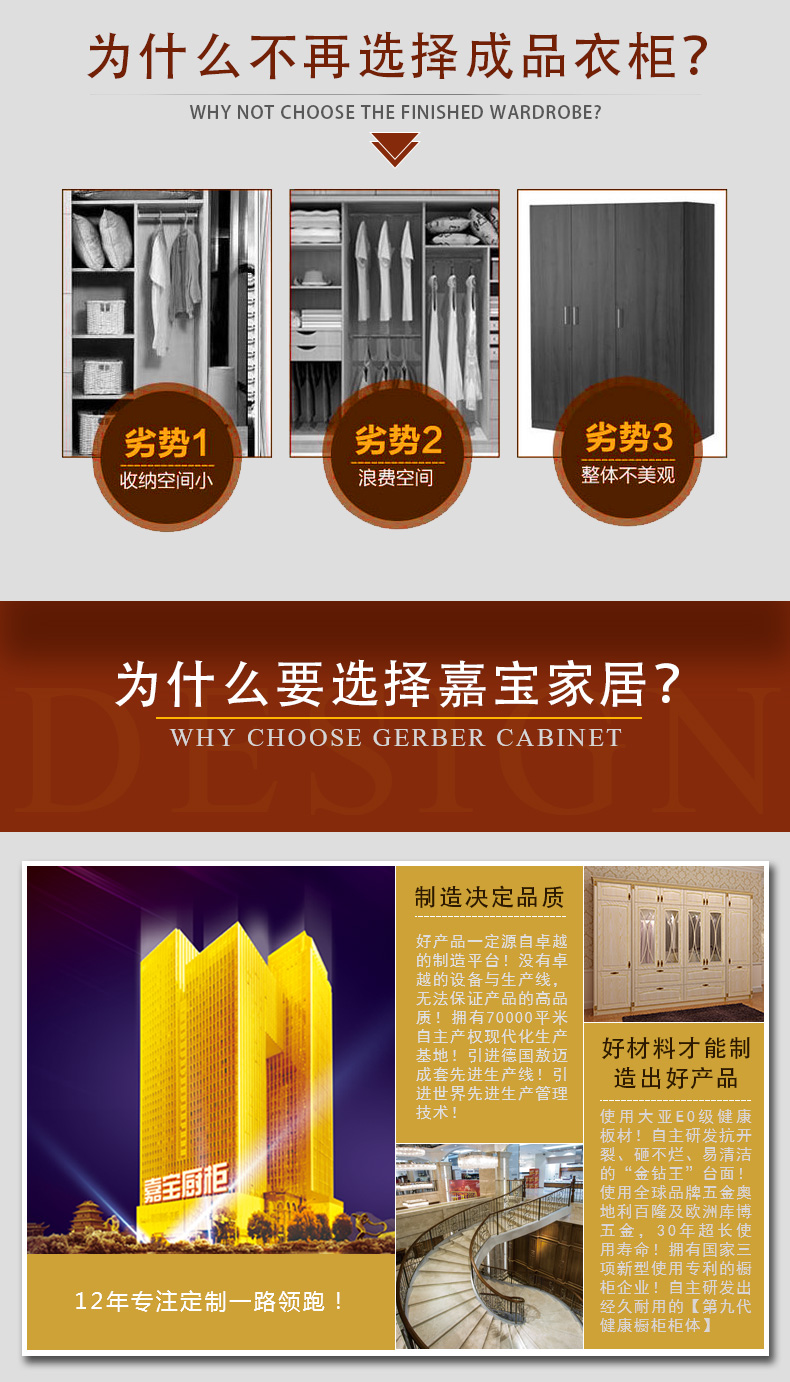 为什么不再选择成品衣柜?
WHY NOT CHOOSE THE FINISHED WARDROBE?
劣势1
收纳空间小
劣势2
浪费空间
劣势3
整体不美观
DESIGN
为什么要选择嘉宝家居?
WHY CHOOSE GERBER CABINET
嘉宝厨柜
12年专注定制一路领跑！
制造决定品质
好产品一定源自卓越
的制造平台！没有卓
越的设备与生产线，
无法保证产品的高品
质！拥有70000平米
自主产权现代化生产
基地！引进德国敖迈
成套先进生产线！引
进世界先进生产管理
技术！
好材料才能制
造出好产品
使用大亚E0级健康
板材！自主研发抗开
裂、砸不烂、易清洁
的“金钻王”台面！
使用全球品牌五金奥
地利百隆及欧洲库博
五金，30年超长使
用寿命！拥有国家三
项新型使用专利的橱
柜企业！自主研发出
经久耐用的【第九代
健康橱柜柜体】